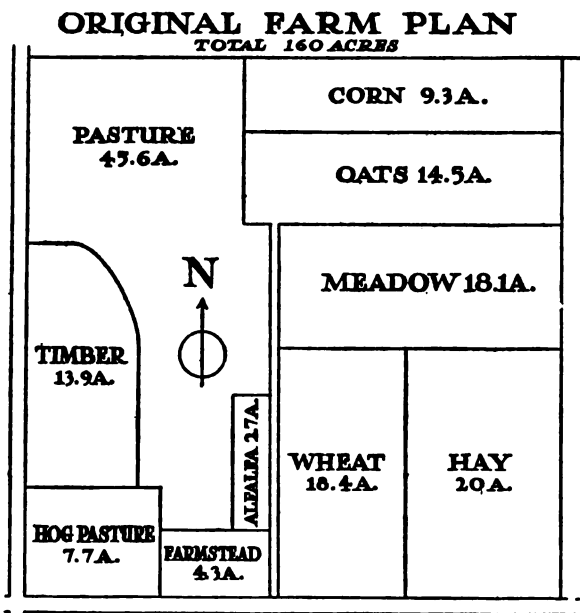 ORIGINAL FARM PLAN
TOTAL 160 ACRES
CORN 9.3A.
PASTURE
45.6A.
OATS 14.5A.
N
MEADOW 18.1A.
TIMBER
13.9A.
ALFALFA 2.7A.
WHEAT
18.4A.
HAY
20A.
HOG PASTURE
7.7A.
FARMSTEAD
4.3A.